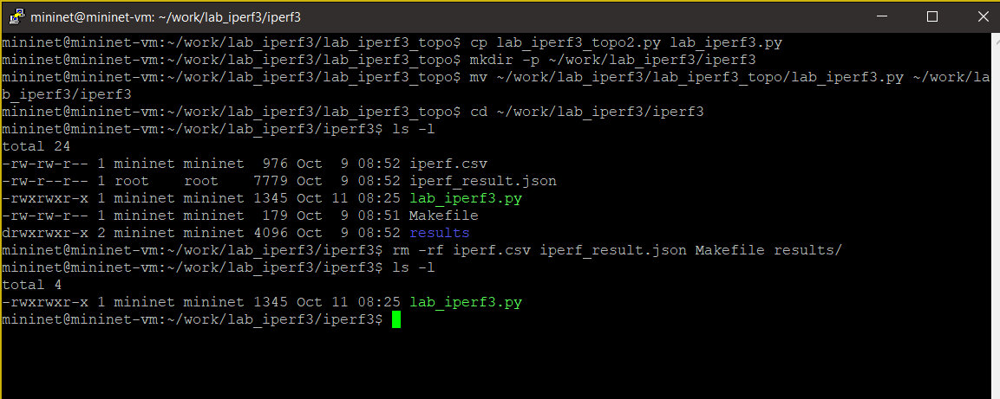 mininet@mininet-vm: ~/work/lab_iperf3/iperf3
mininet@mininet-vm:~/work/lab_iperf3/lab_iperf3_topo$ cp lab_iperf3_topo2.py lab_iperf3.py
mininet@mininet-vm:~/work/lab_iperf3/lab_iperf3_topo$ mkdir -p ~/work/lab_iperf3/iperf3
mininet@mininet-vm:~/work/lab_iperf3/lab_iperf3_topo$ mv ~/work/lab_iperf3/lab_iperf3_topo/lab_iperf3.py ~/work/la
b_iperf3/iperf3
mininet@mininet-vm:~/work/lab_iperf3/lab_iperf3_topo$ cd ~/work/lab_iperf3/iperf3
mininet@mininet-vm:~/work/lab_iperf3/iperf3$ ls -l
total 24
-rw-rw-r-- 1 mininet mininet  976 Oct  9 08:52 iperf.csv
-rw-r--r-- 1 root    root    7779 Oct  9 08:52 iperf_result.json
-rwxrwxr-x 1 mininet mininet 1345 Oct 11 08:25 lab_iperf3.py
-rw-rw-r-- 1 mininet mininet  179 Oct  9 08:51 Makefile
drwxrwxr-x 2 mininet mininet 4096 Oct  9 08:52 results
mininet@mininet-vm:~/work/lab_iperf3/iperf3$ rm -rf iperf.csv iperf_result.json Makefile results/
mininet@mininet-vm:~/work/lab_iperf3/iperf3$ ls -l
total 4
-rwxrwxr-x 1 mininet mininet 1345 Oct 11 08:25 lab_iperf3.py
mininet@mininet-vm:~/work/lab_iperf3/iperf3$